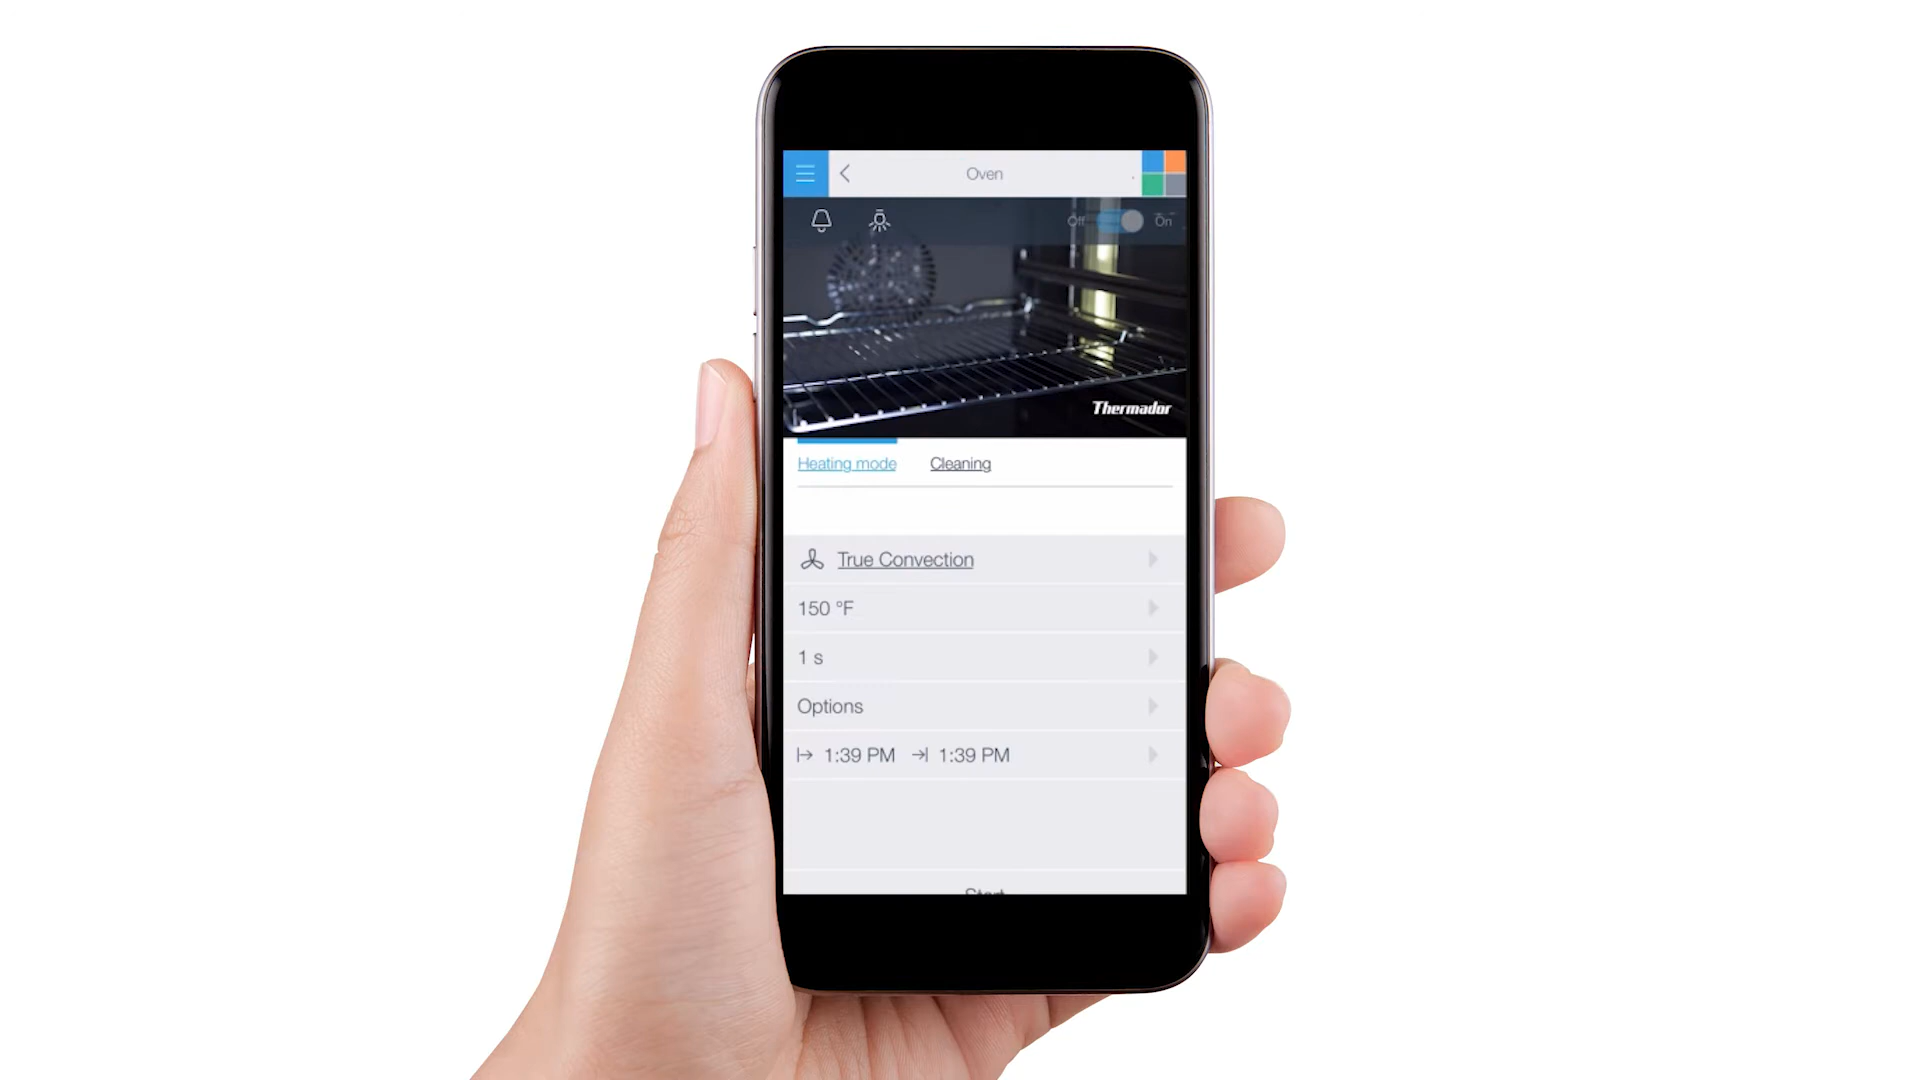 Oven
Off On
Thermador
Heating mode Cleaning
True Convection
150 °F
1 s
Options
1:39 PM 1:39 PM
Start